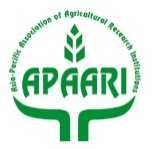 Asia-Pacific Association of Agricultural Research Institutions
APAARI